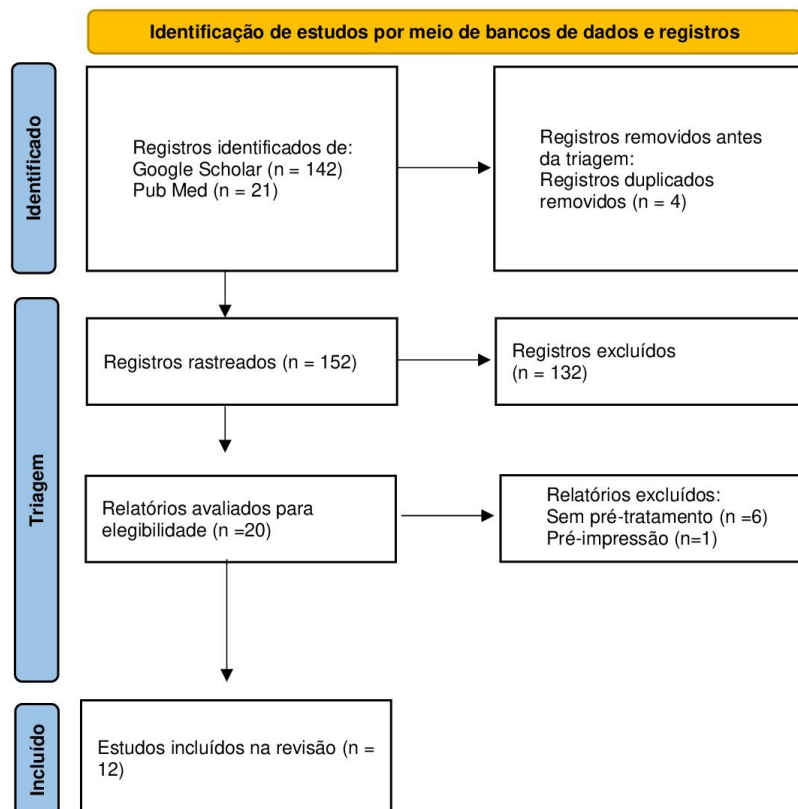 Identificação de estudos por meio de bancos de dados e registros
Identificado
Registros identificados de:
Google Scholar (n = 142)
Pub Med (n = 21)
Registros removidos antes
da triagem:
Registros duplicados
removidos (n = 4)
Triagem
Registros rastreados (n = 152)
Registros excluídos
(n = 132)
Relatórios avaliados para
elegibilidade (n =20)
Relatórios excluídos:
Sem pré-tratamento (n =6)
Pré-impressão (n=1)
Incluído
Estudos incluídos na revisão (n =
12)